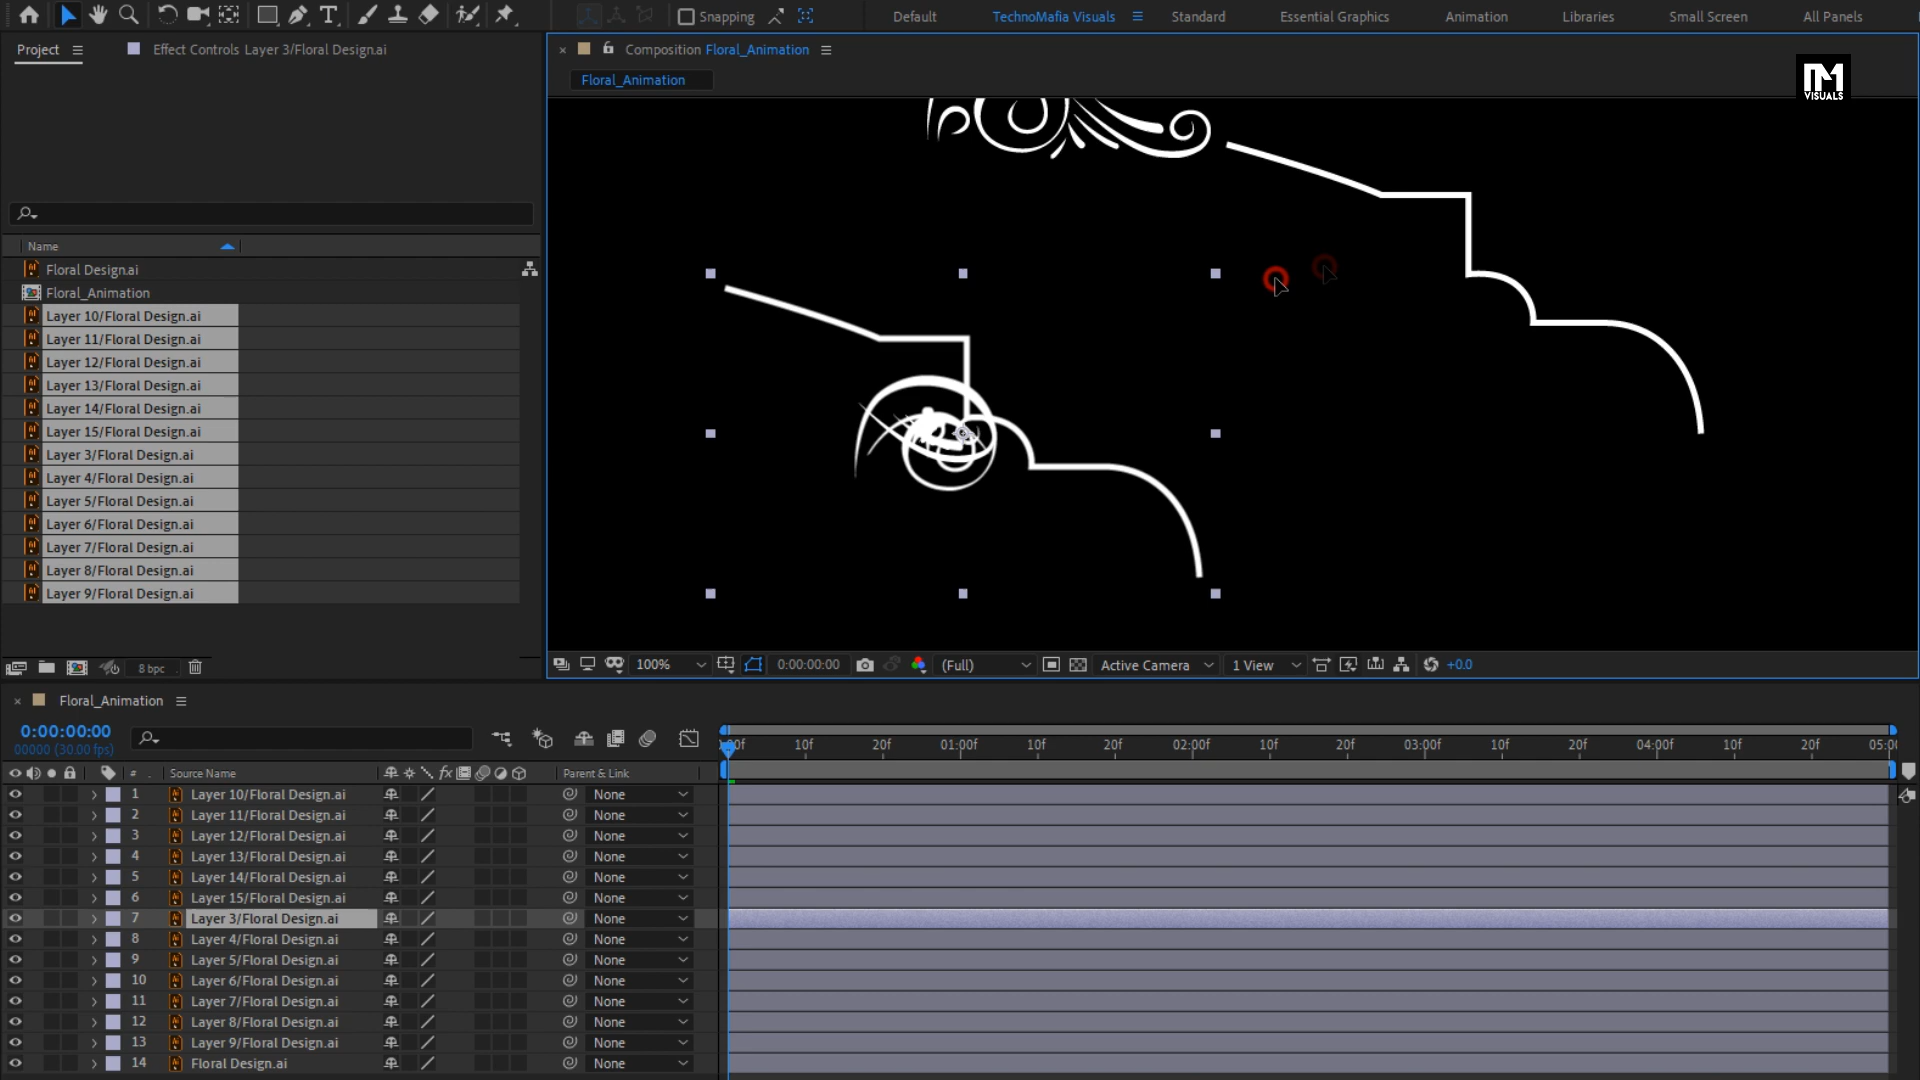 Snapping
Default
TechnoMafia Visuals
Standard
Essential Graphics
Animation
Libraries
Small Screen
All Panels
Project
Effect Controls Layer 3/Floral Design.ai
Composition Floral_Animation
Floral_Animation
VISUALS
Name
Floral Design.ai
Floral_Animation
Layer 10/Floral Design.ai
Layer 11/Floral Design.ai
Layer 12/Floral Design.ai
Layer 13/Floral Design.ai
Layer 14/Floral Design.ai
Layer 15/Floral Design.ai
Layer 3/Floral Design.ai
Layer 4/Floral Design.ai
Layer 5/Floral Design.ai
Layer 6/Floral Design.ai
Layer 7/Floral Design.ai
Layer 8/Floral Design.ai
Layer 9/Floral Design.ai
8 bpc
100%
0:00:00:00
(Full)
Active Camera
1 View
+0.0
Floral_Animation
0:00:00:00
00000 (30.00 fps)
10f 20f 01:00f 10f 20f 02:00f 10f 20f 03:00f 10f 20f 04:00f 10f 20f
# Source Name fx Parent & Link
1 Layer 10/Floral Design.ai None
2 Layer 11/Floral Design.ai None
3 Layer 12/Floral Design.ai None
4 Layer 13/Floral Design.ai None
5 Layer 14/Floral Design.ai None
6 Layer 15/Floral Design.ai None
7 Layer 3/Floral Design.ai None
8 Layer 4/Floral Design.ai None
9 Layer 5/Floral Design.ai None
10 Layer 6/Floral Design.ai None
11 Layer 7/Floral Design.ai None
12 Layer 8/Floral Design.ai None
13 Layer 9/Floral Design.ai None
14 Floral Design.ai None